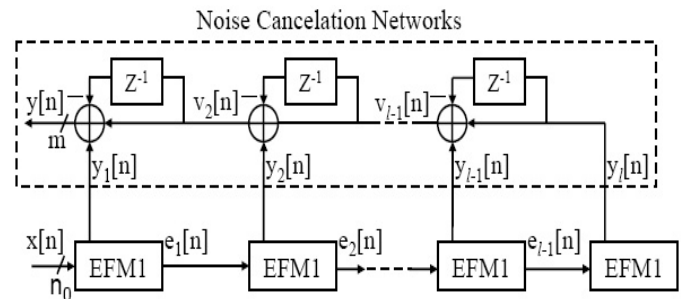 Noise Cancelation Networks
Z⁻¹ Z⁻¹ Z⁻¹
y[n] − v₂[n] − vₗ₋₁[n] −
m
y₁[n] y₂[n] yₗ₋₁[n] yₗ[n]
x[n] e₁[n] e₂[n] eₗ₋₁[n]
EFM1 EFM1 EFM1 EFM1
n₀